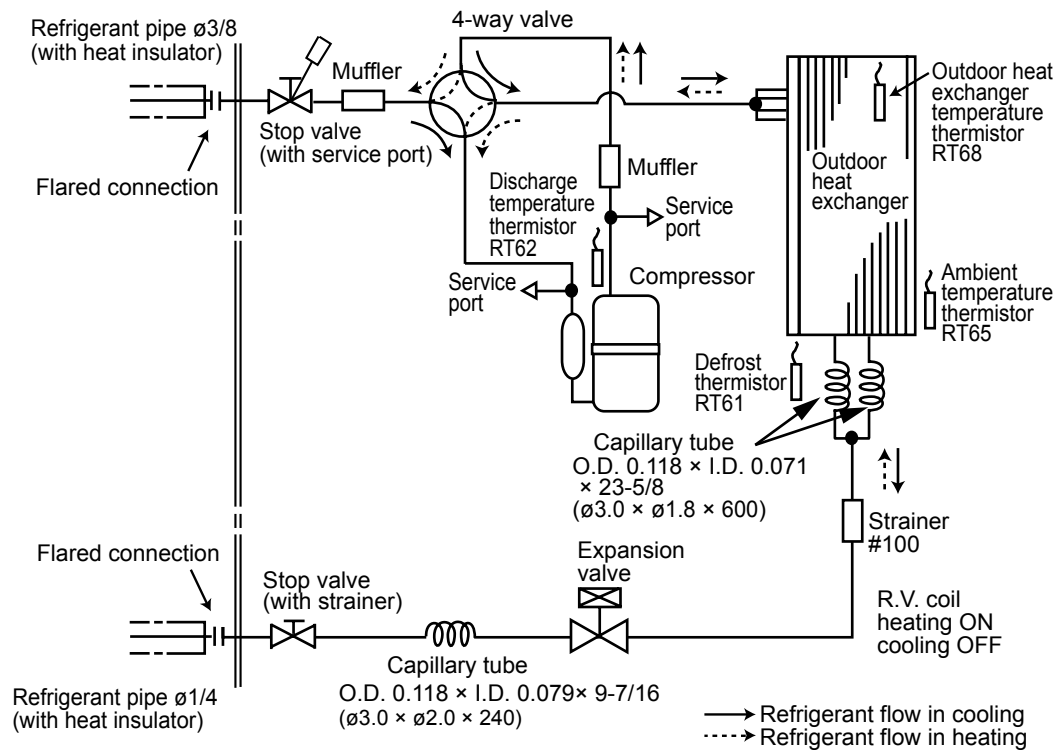 4-way valve
Refrigerant pipe ø3/8
(with heat insulator)
Muffler
Stop valve
(with service port)
Flared connection
Discharge
temperature
thermistor
RT62
Muffler
Service
port
Service
port
Compressor
Outdoor
heat
exchanger
Outdoor heat
exchanger
temperature
thermistor
RT68
Ambient
temperature
thermistor
RT65
Defrost
thermistor
RT61
Capillary tube
O.D. 0.118 × I.D. 0.071
× 23-5/8
(ø3.0 × ø1.8 × 600)
Strainer
#100
Flared connection
Stop valve
(with strainer)
Expansion
valve
R.V. coil
heating ON
cooling OFF
Capillary tube
O.D. 0.118 × I.D. 0.079× 9-7/16
(ø3.0 × ø2.0 × 240)
Refrigerant pipe ø1/4
(with heat insulator)
Refrigerant flow in cooling
Refrigerant flow in heating